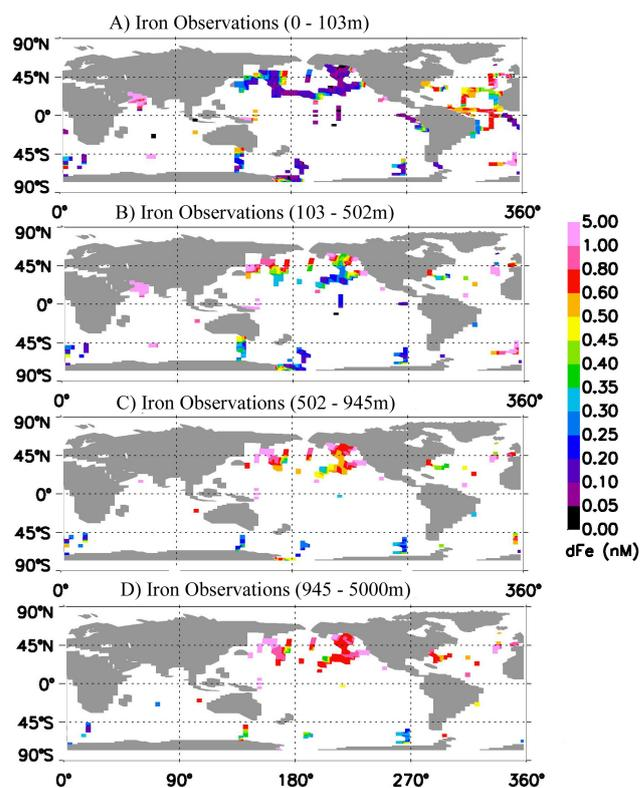 A) Iron Observations (0 - 103m)
90°N
45°N
0°
45°S
90°S
0° 360°
B) Iron Observations (103 - 502m)
90°N
45°N
0°
45°S
90°S
0° 360°
C) Iron Observations (502 - 945m)
90°N
45°N
0°
45°S
90°S
0° 360°
D) Iron Observations (945 - 5000m)
90°N
45°N
0°
45°S
90°S
0° 90° 180° 270° 360°
5.00
1.00
0.80
0.60
0.50
0.45
0.40
0.35
0.30
0.25
0.20
0.10
0.05
0.00
dFe (nM)